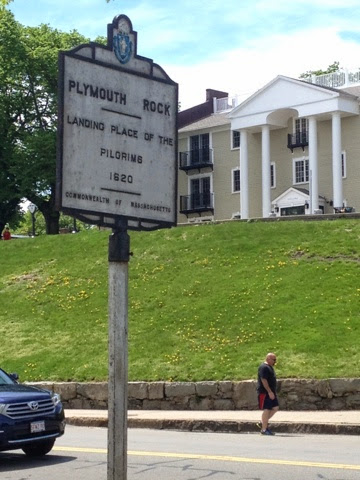 PLYMOUTH ROCK
LANDING PLACE OF THE
PILGRIMS
1620
COMMONWEALTH OF MASSACHUSETTS